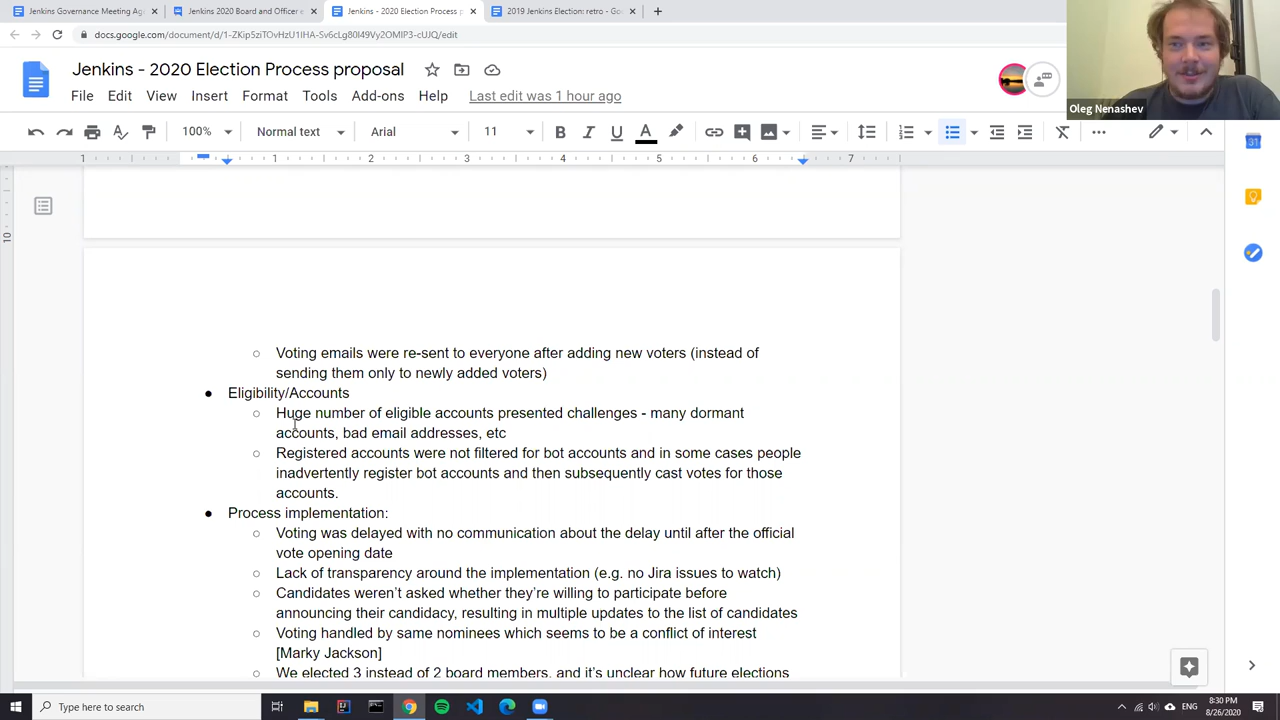 Jenkins Governance Meeting Ag
Jenkins 2020 Board and Officer e
Jenkins - 2020 Election Process p
2019 Jenkins Election: retro - Go
docs.google.com/document/d/
/edit
Jenkins - 2020 Election Process proposal
File Edit View Insert Format Tools Add-ons Help Last edit was 1 hour ago
Oleg Nenashev
100% Normal text Arial 11
1 1 2 3 4 5 6 7
10
31
○ Voting emails were re-sent to everyone after adding new voters (instead of
sending them only to newly added voters)
● Eligibility/Accounts
○ Huge number of eligible accounts presented challenges - many dormant
accounts, bad email addresses, etc
○ Registered accounts were not filtered for bot accounts and in some cases people
inadvertently register bot accounts and then subsequently cast votes for those
accounts.
● Process implementation:
○ Voting was delayed with no communication about the delay until after the official
vote opening date
○ Lack of transparency around the implementation (e.g. no Jira issues to watch)
○ Candidates weren't asked whether they're willing to participate before
announcing their candidacy, resulting in multiple updates to the list of candidates
○ Voting handled by same nominees which seems to be a conflict of interest
[Marky Jackson]
○ We elected 3 instead of 2 board members, and it's unclear how future elections
Type here to search
ENG
8:30 PM
8/26/2020